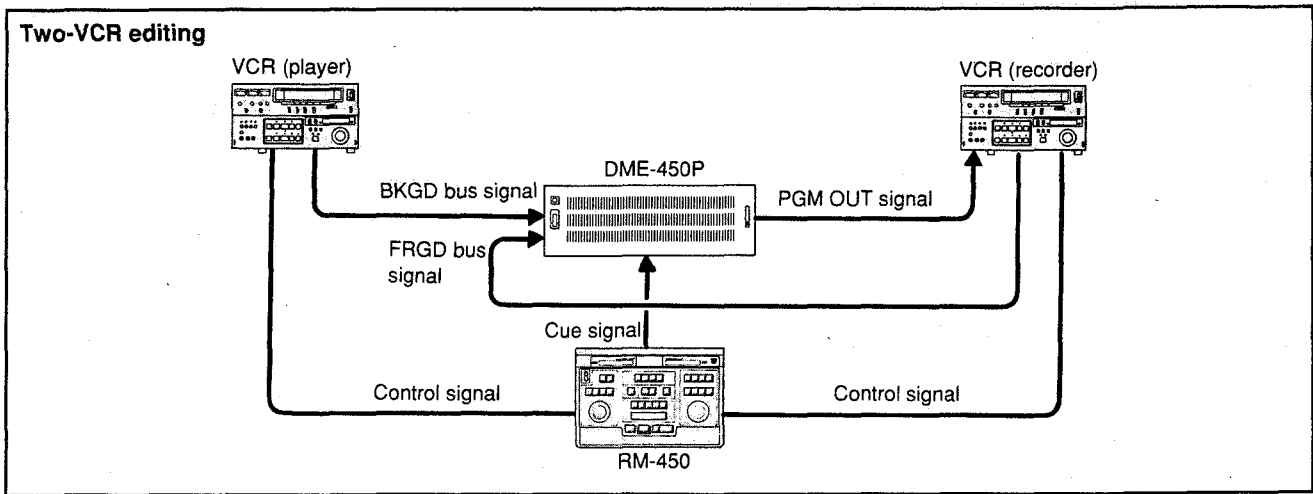 Two-VCR editing
VCR (player)
VCR (recorder)
DME-450P
BKGD bus signal
PGM OUT signal
FRGD bus
signal
Cue signal
Control signal
Control signal
RM-450